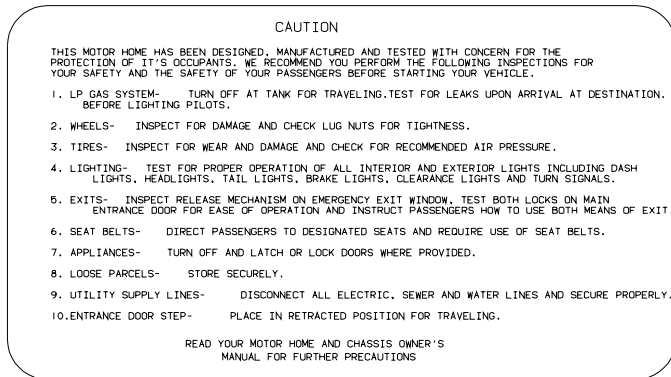 CAUTION
THIS MOTOR HOME HAS BEEN DESIGNED, MANUFACTURED AND TESTED WITH CONCERN FOR THE
PROTECTION OF IT'S OCCUPANTS. WE RECOMMEND YOU PERFORM THE FOLLOWING INSPECTIONS FOR
YOUR SAFETY AND THE SAFETY OF YOUR PASSENGERS BEFORE STARTING YOUR VEHICLE.
1. LP GAS SYSTEM- TURN OFF AT TANK FOR TRAVELING.TEST FOR LEAKS UPON ARRIVAL AT DESTINATION.
BEFORE LIGHTING PILOTS.
2. WHEELS- INSPECT FOR DAMAGE AND CHECK LUG NUTS FOR TIGHTNESS.
3. TIRES- INSPECT FOR WEAR AND DAMAGE AND CHECK FOR RECOMMENDED AIR PRESSURE.
4. LIGHTING- TEST FOR PROPER OPERATION OF ALL INTERIOR AND EXTERIOR LIGHTS INCLUDING DASH
LIGHTS, HEADLIGHTS, TAIL LIGHTS, BRAKE LIGHTS, CLEARANCE LIGHTS AND TURN SIGNALS.
5. EXITS- INSPECT RELEASE MECHANISM ON EMERGENCY EXIT WINDOW, TEST BOTH LOCKS ON MAIN
ENTRANCE DOOR FOR EASE OF OPERATION AND INSTRUCT PASSENGERS HOW TO USE BOTH MEANS OF EXIT.
6. SEAT BELTS- DIRECT PASSENGERS TO DESIGNATED SEATS AND REQUIRE USE OF SEAT BELTS.
7. APPLIANCES- TURN OFF AND LATCH OR LOCK DOORS WHERE PROVIDED.
8. LOOSE PARCELS- STORE SECURELY.
9. UTILITY SUPPLY LINES- DISCONNECT ALL ELECTRIC, SEWER AND WATER LINES AND SECURE PROPERLY.
10.ENTRANCE DOOR STEP- PLACE IN RETRACTED POSITION FOR TRAVELING.
READ YOUR MOTOR HOME AND CHASSIS OWNER'S
MANUAL FOR FURTHER PRECAUTIONS